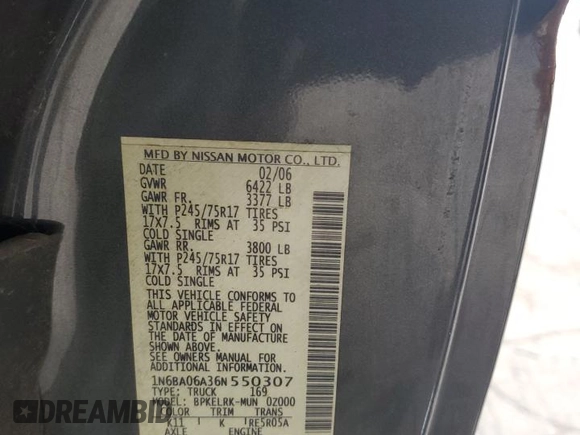 MFD BY NISSAN MOTOR CO., LTD.
DATE 02/06
GVWR 6422 LB
GAWR FR. 3377 LB
WITH P245/75R17 TIRES
17X7.5 RIMS AT 35 PSI
COLD SINGLE
GAWR RR. 3800 LB
WITH P245/75R17 TIRES
17X7.5 RIMS AT 35 PSI
COLD SINGLE
THIS VEHICLE CONFORMS
TO ALL APPLICABLE FEDERAL
MOTOR VEHICLE SAFETY
STANDARDS IN EFFECT ON
THE DATE OF MANUFACTURE
SHOWN ABOVE.
SEE OWNERS MANUAL FOR
ADDITIONAL INFORMATION.
1N6BA06A36N550307
TYPE: TRUCK 169
MODEL: BPKELRK-MUN 02000
COLOR TRIM TRANS
K11 K RE5R05A
AXLE ENGINE
DREAMBID